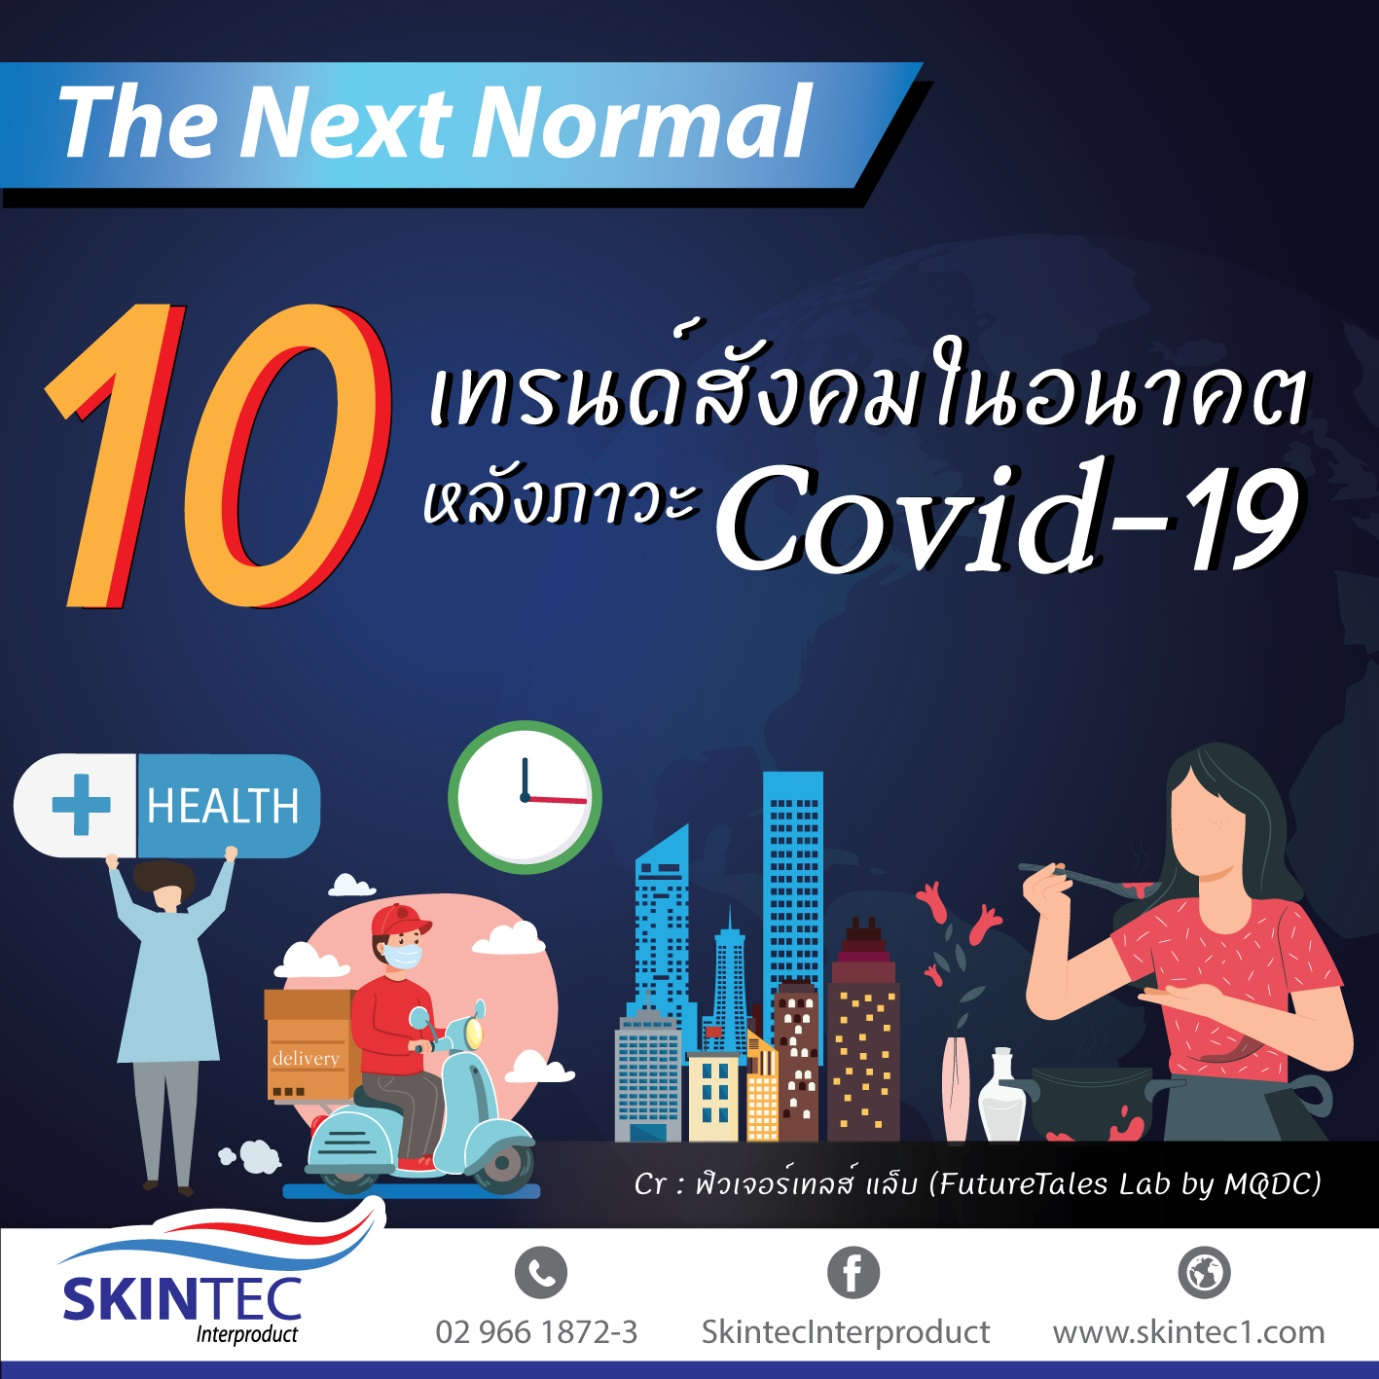 The Next Normal
10 เทรนด์สังคมในอนาคต
หลังภาวะ Covid-19
HEALTH
delivery
Cr : ฟิวเจอร์เทลส์ แล็บ (FutureTales Lab by MQDC)
SKINTEC
Interproduct
02 966 1872-3
SkintecInterproduct
www.skintec1.com